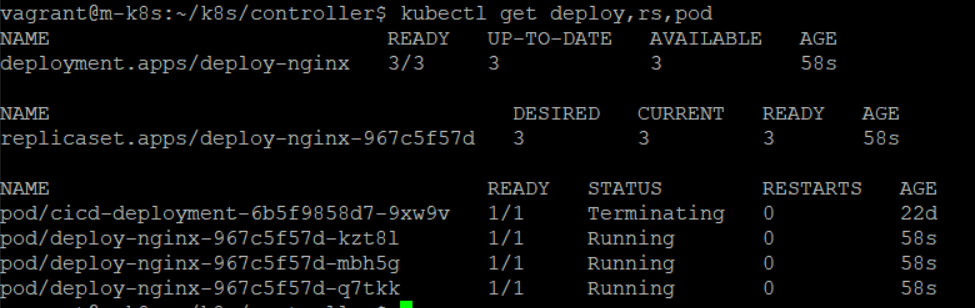 vagrant@m-k8s:~/k8s/controller$ kubectl get deploy,rs,pod
NAME READY UP-TO-DATE AVAILABLE AGE
deployment.apps/deploy-nginx 3/3 3 3 58s
NAME DESIRED CURRENT READY AGE
replicaset.apps/deploy-nginx-967c5f57d 3 3 3 58s
NAME READY STATUS RESTARTS AGE
pod/cicd-deployment-6b5f9858d7-9xw9v 1/1 Terminating 0 22d
pod/deploy-nginx-967c5f57d-kzt8l 1/1 Running 0 58s
pod/deploy-nginx-967c5f57d-mbh5g 1/1 Running 0 58s
pod/deploy-nginx-967c5f57d-q7tkk 1/1 Running 0 58s
vagrant@m-k8s:~/k8s/controller$